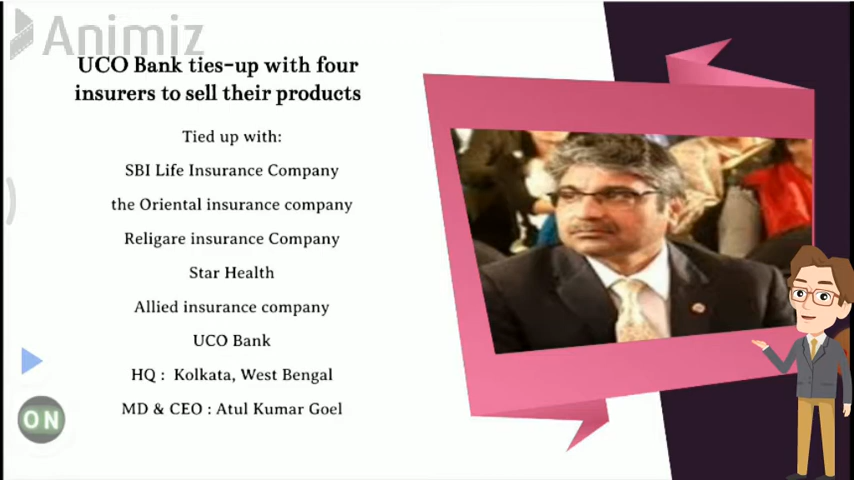 Animiz
UCO Bank ties-up with four
insurers to sell their products
Tied up with:
SBI Life Insurance Company
the Oriental insurance company
Religare insurance Company
Star Health
Allied insurance company
UCO Bank
HQ : Kolkata, West Bengal
MD & CEO : Atul Kumar Goel
ON